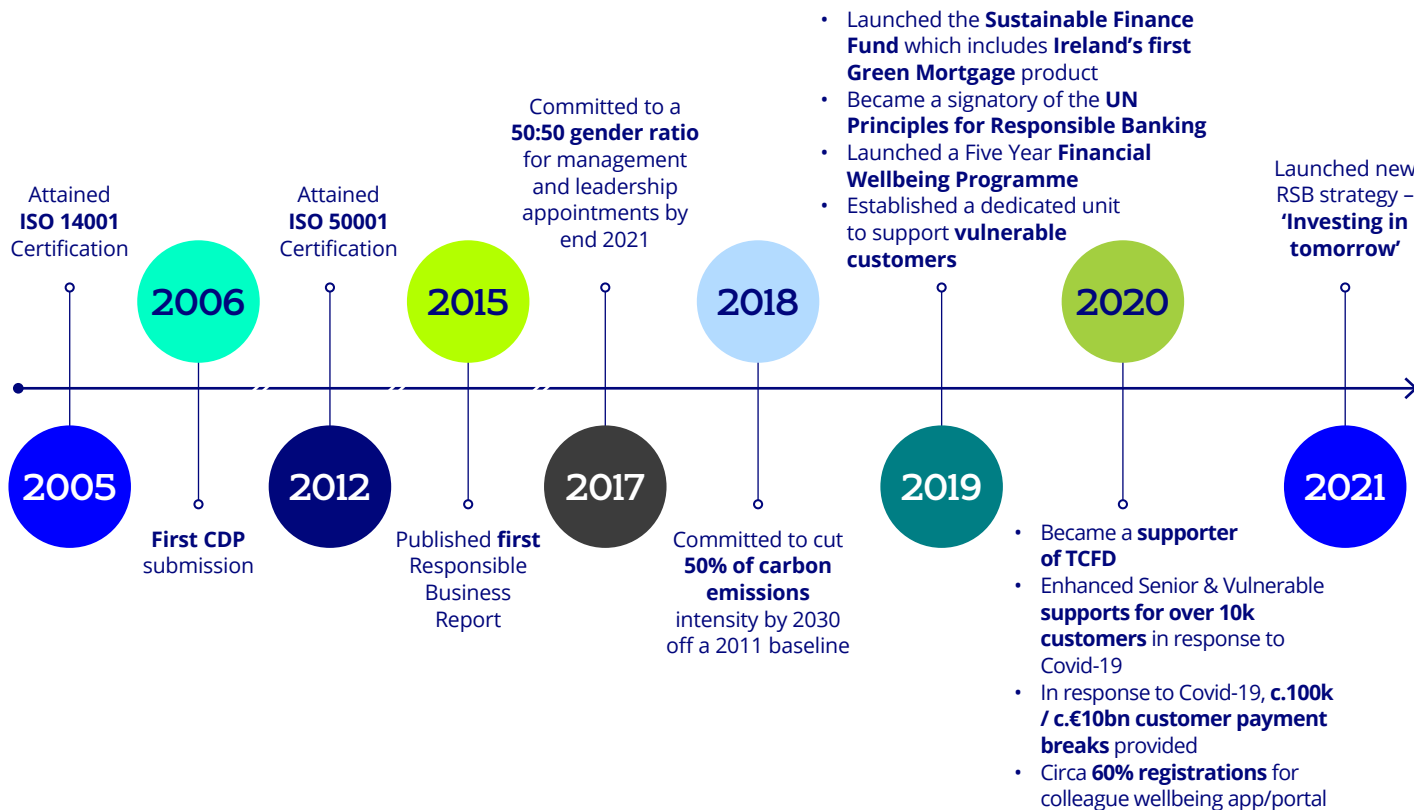 Attained
ISO 14001
Certification
2005
2006
First CDP
submission
Attained
ISO 50001
Certification
2012
2015
Published first
Responsible
Business
Report
Committed to a
50:50 gender ratio
for management
and leadership
appointments by
end 2021
2017
2018
Committed to cut
50% of carbon
emissions
intensity by 2030
off a 2011 baseline
• Launched the Sustainable Finance
Fund which includes Ireland’s first
Green Mortgage product
• Became a signatory of the UN
Principles for Responsible Banking
• Launched a Five Year Financial
Wellbeing Programme
• Established a dedicated unit
to support vulnerable
customers
2019
2020
• Became a supporter
of TCFD
• Enhanced Senior & Vulnerable
supports for over 10k
customers in response to
Covid-19
• In response to Covid-19, c.100k
/ c.€10bn customer payment
breaks provided
• Circa 60% registrations for
colleague wellbeing app/portal
Launched new
RSB strategy –
‘Investing in
tomorrow’
2021